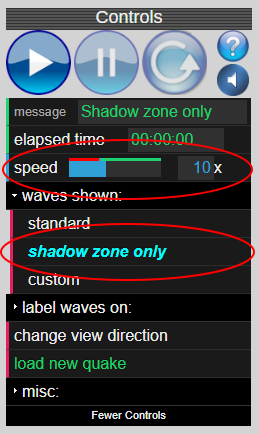 Controls
?
message Shadow zone only
elapsed time 00:00:00
speed 10 x
waves shown:
standard
shadow zone only
custom
label waves on:
change view direction
load new quake
misc:
Fewer Controls